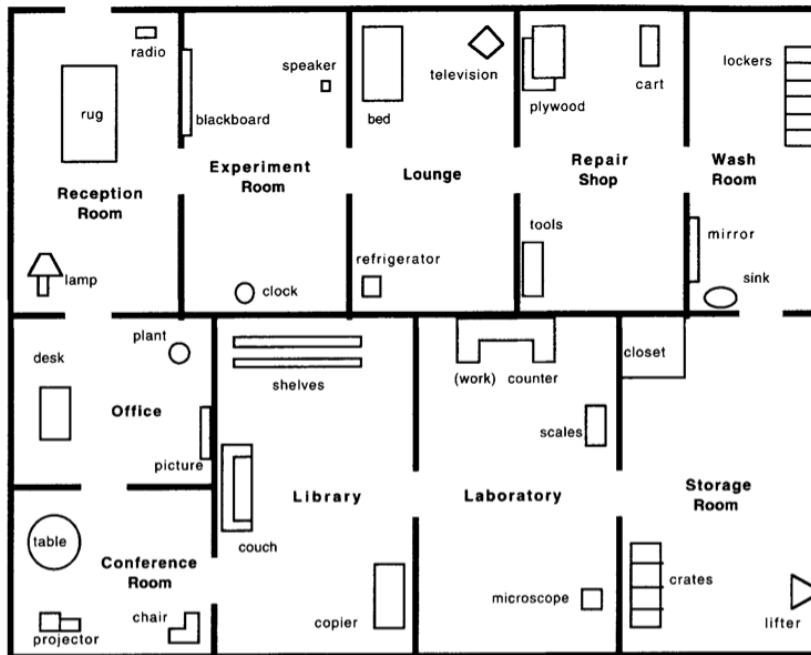 radio
rug
blackboard
speaker
Reception
Room
Experiment
Room
lamp
clock
bed
television
Lounge
refrigerator
plywood
cart
Repair
Shop
tools
lockers
Wash
Room
mirror
sink
desk
plant
Office
picture
table
Conference
Room
projector
chair
shelves
Library
couch
copier
(work) counter
scales
Laboratory
microscope
closet
Storage
Room
crates
lifter